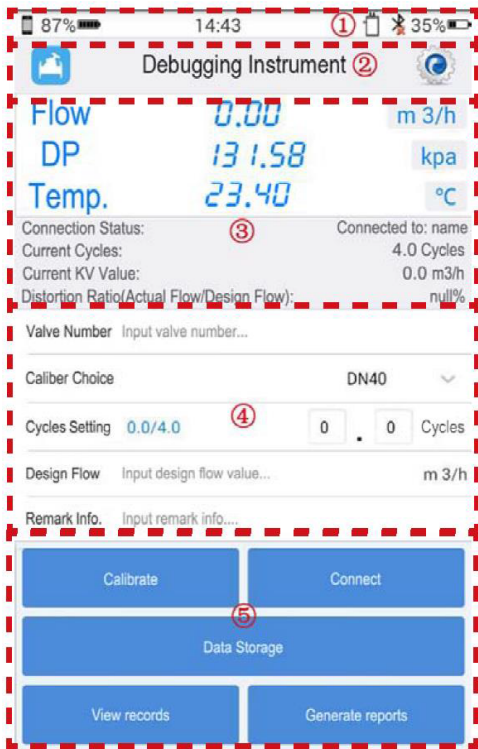 87% 14:43 ① 35%
Debugging Instrument ②
Flow 0.00 m 3/h
DP 131.58 kpa
Temp. 23.40 °C
Connection Status: ③ Connected to: name
Current Cycles: 4.0 Cycles
Current KV Value: 0.0 m3/h
Distortion Ratio(Actual Flow/Design Flow): null%
Valve Number Input valve number...
Caliber Choice DN40
Cycles Setting 0.0/4.0 ④ 0 . 0 Cycles
Design Flow Input design flow value... m 3/h
Remark Info. Input remark info....
Calibrate Connect
⑤
Data Storage
View records Generate reports